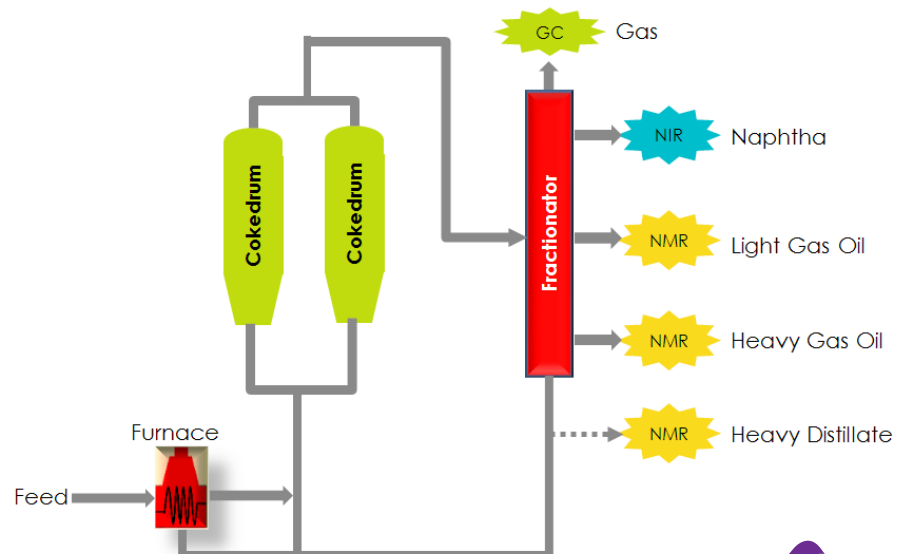 GC Gas
Cokedrum
Cokedrum
Fractionator
NIR Naphtha
NMR Light Gas Oil
NMR Heavy Gas Oil
NMR Heavy Distillate
Furnace
Feed